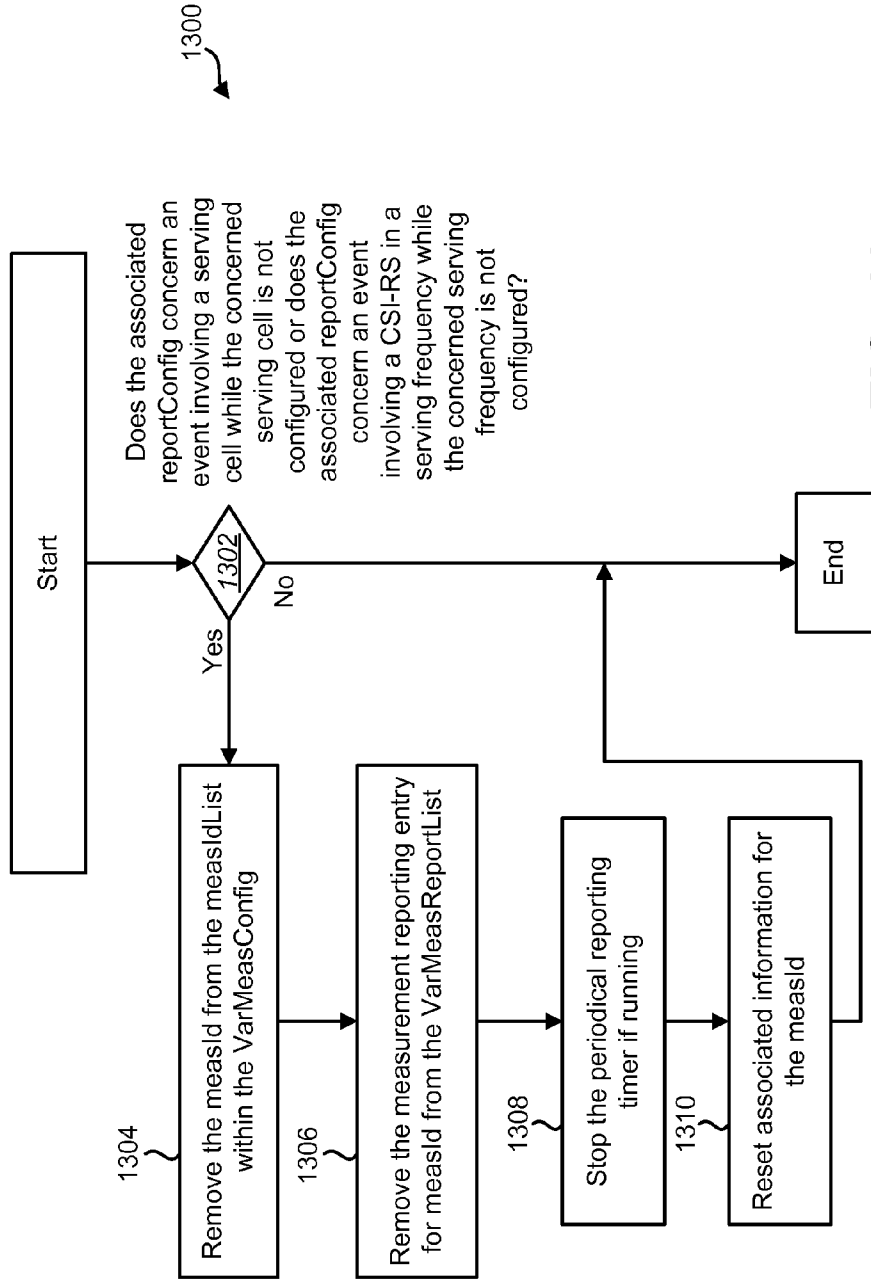 1300
Start
Does the associated
reportConfig concern an
event involving a serving
cell while the concerned
serving cell is not
configured or does the
associated reportConfig
concern an event
involving a CSI-RS in a
serving frequency while
the concerned serving
frequency is not
configured?
1302
Yes
No
1304
Remove the measId from the measIdList
within the VarMeasConfig
1306
Remove the measurement reporting entry
for measId from the VarMeasReportList
1308
Stop the periodical reporting
timer if running
1310
Reset associated information for
the measId
End